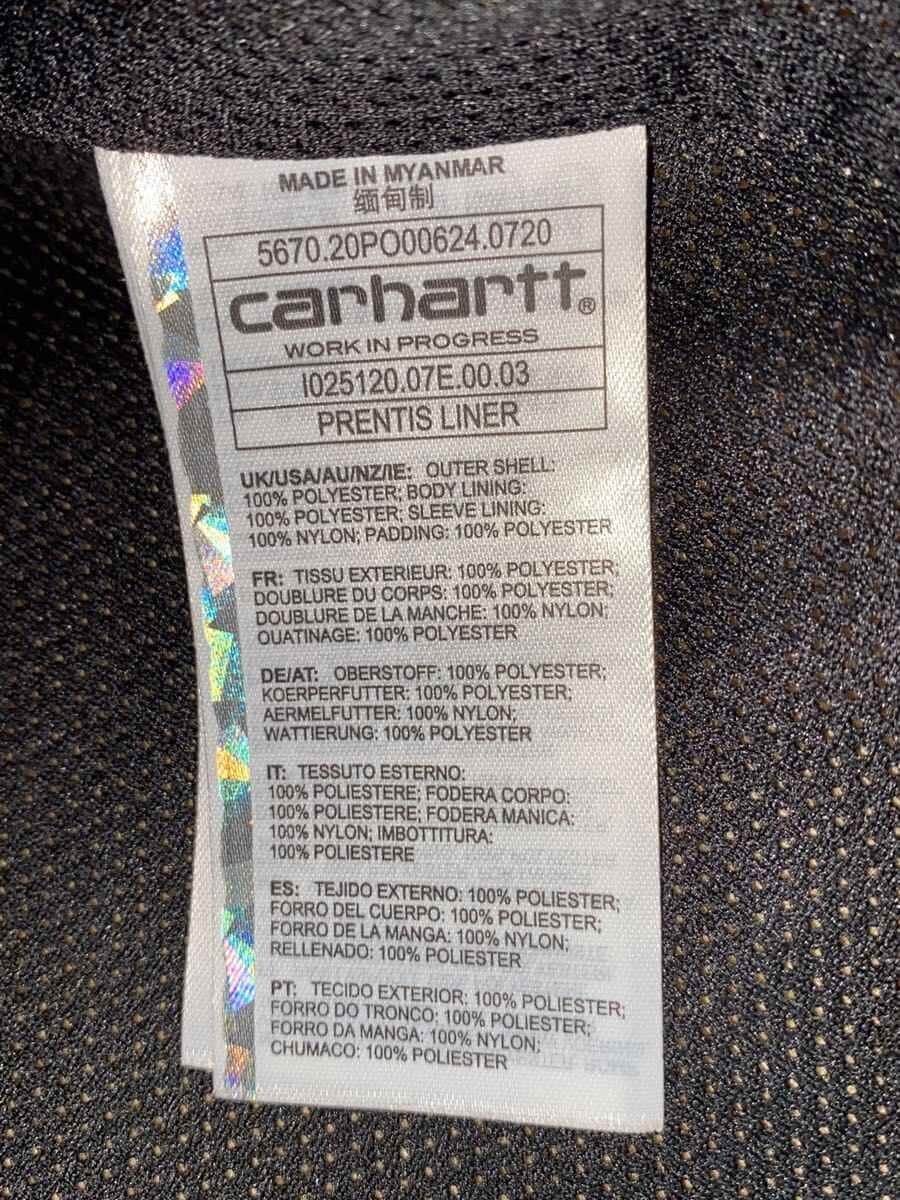 MADE IN MYANMAR
缅甸制
5670.20PO00624.0720
carhartt®
WORK IN PROGRESS
I025120.07E.00.03
PRENTIS LINER
UK/USA/AU/NZ/IE: OUTER SHELL:
100% POLYESTER; BODY LINING:
100% POLYESTER; SLEEVE LINING:
100% NYLON; PADDING: 100% POLYESTER
FR: TISSU EXTERIEUR: 100% POLYESTER;
DOUBLURE DU CORPS: 100% POLYESTER;
DOUBLURE DE LA MANCHE: 100% NYLON;
OUATINAGE: 100% POLYESTER
DE/AT: OBERSTOFF: 100% POLYESTER;
KOERPERFUTTER: 100% POLYESTER;
AERMELFUTTER: 100% NYLON;
WATTIERUNG: 100% POLYESTER
IT: TESSUTO ESTERNO:
100% POLIESTERE; FODERA CORPO:
100% POLIESTERE; FODERA MANICA:
100% NYLON; IMBOTTITURA:
100% POLIESTERE
ES: TEJIDO EXTERNO: 100% POLIESTER;
FORRO DEL CUERPO: 100% POLIESTER;
FORRO DE LA MANGA: 100% NYLON;
RELLENADO: 100% POLIESTER
PT: TECIDO EXTERIOR: 100% POLIESTER;
FORRO DO TRONCO: 100% POLIESTER;
FORRO DA MANGA: 100% NYLON;
CHUMACO: 100% POLIESTER